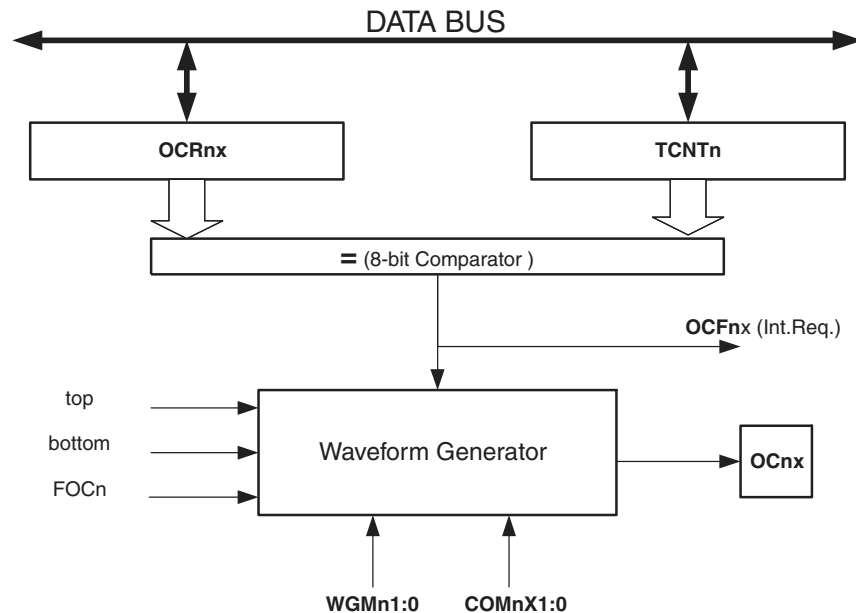 DATA BUS
OCRnx
TCNTn
= (8-bit Comparator )
OCFnx (Int.Req.)
top
bottom
FOCn
Waveform Generator
OCnx
WGMn1:0
COMnX1:0